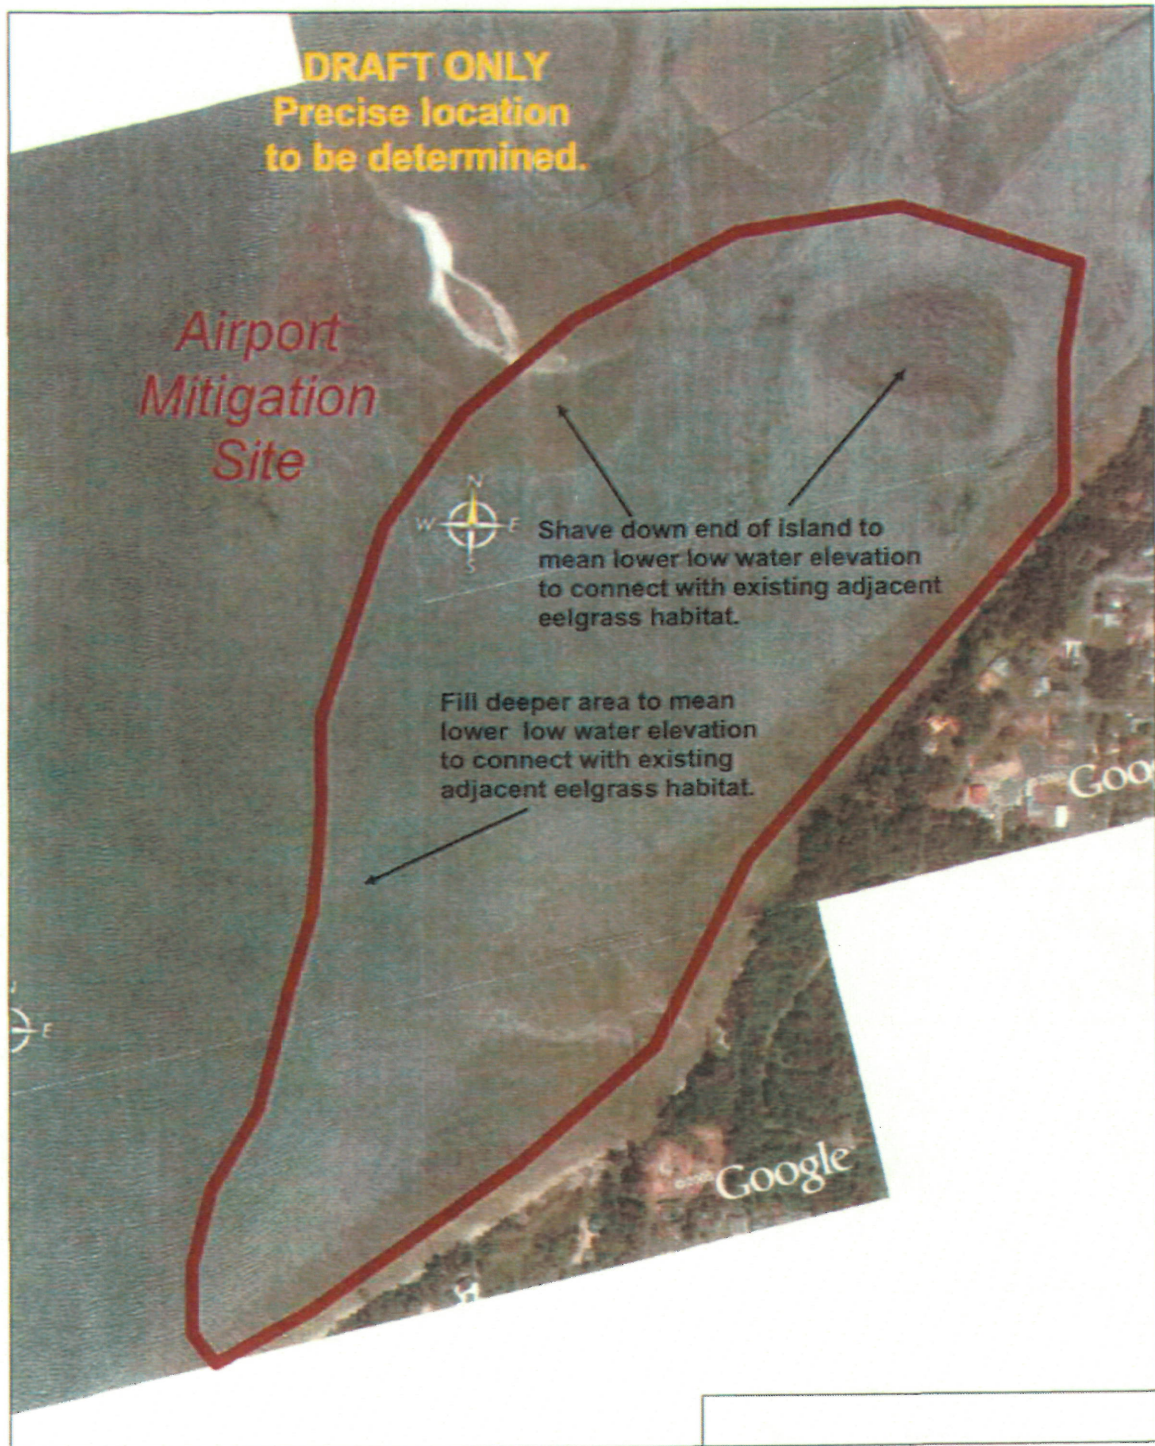 DRAFT ONLY
Precise location
to be determined.
Airport
Mitigation
Site
N
W E
S
Shave down end of island to
mean lower low water elevation
to connect with existing adjacent
eelgrass habitat.
Fill deeper area to mean
lower low water elevation
to connect with existing
adjacent eelgrass habitat.
Goo
E
Google